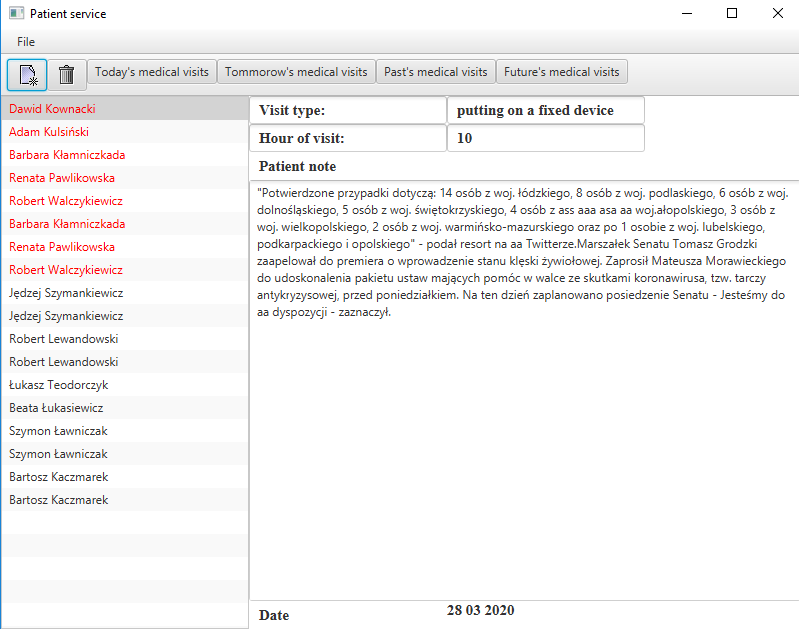 Patient service
File
Today's medical visits Tommorow's medical visits Past's medical visits Future's medical visits
Dawid Kownacki
Adam Kulsiński
Barbara Kłamniczkada
Renata Pawlikowska
Robert Walczykiewicz
Barbara Kłamniczkada
Renata Pawlikowska
Robert Walczykiewicz
Jędzej Szymankiewicz
Jędzej Szymankiewicz
Robert Lewandowski
Robert Lewandowski
Łukasz Teodorczyk
Beata Łukasiewicz
Szymon Ławniczak
Szymon Ławniczak
Bartosz Kaczmarek
Bartosz Kaczmarek
Visit type: putting on a fixed device
Hour of visit: 10
Patient note
"Potwierdzone przypadki dotyczą: 14 osób z woj. łódzkiego, 8 osób z woj. podlaskiego, 6 osób z woj.
dolnośląskiego, 5 osób z woj. świętokrzyskiego, 4 osób z ass aaa asa aa woj.ałopolskiego, 3 osób z
woj. wielkopolskiego, 2 osób z woj. warmińsko-mazurskiego oraz po 1 osobie z woj. lubelskiego,
podkarpackiego i opolskiego" - podał resort na aa Twitterze.Marszałek Senatu Tomasz Grodzki
zaapelował do premiera o wprowadzenie stanu klęski żywiołowej. Zaprosił Mateusza Morawieckiego
do udoskonalenia pakietu ustaw mających pomóc w walce ze skutkami koronawirusa, tzw. tarczy
antykryzysowej, przed poniedziałkiem. Na ten dzień zaplanowano posiedzenie Senatu - Jesteśmy do
aa dyspozycji - zaznaczył.
Date 28 03 2020